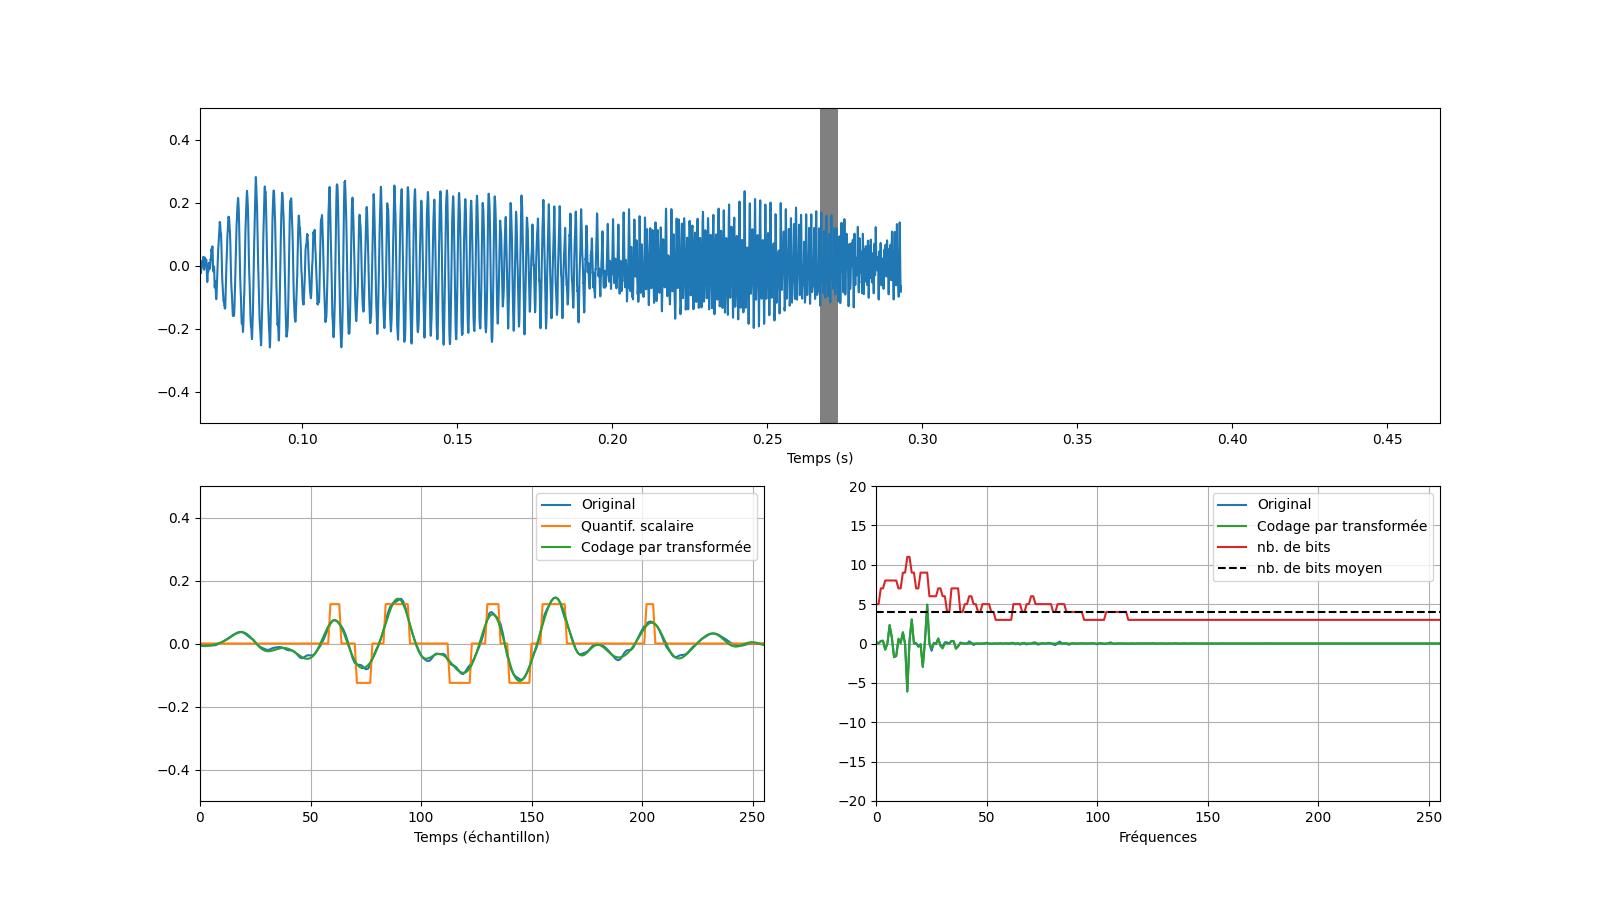 0.4
0.2
0.0
−0.2
−0.4
0.10 0.15 0.20 0.25 0.30 0.35 0.40 0.45
Temps (s)
0.4
0.2
0.0
−0.2
−0.4
0 50 100 150 200 250
Temps (échantillon)
Original
Quantif. scalaire
Codage par transformée
20
15
10
5
0
−5
−10
−15
−20
0 50 100 150 200 250
Fréquences
Original
Codage par transformée
nb. de bits
nb. de bits moyen